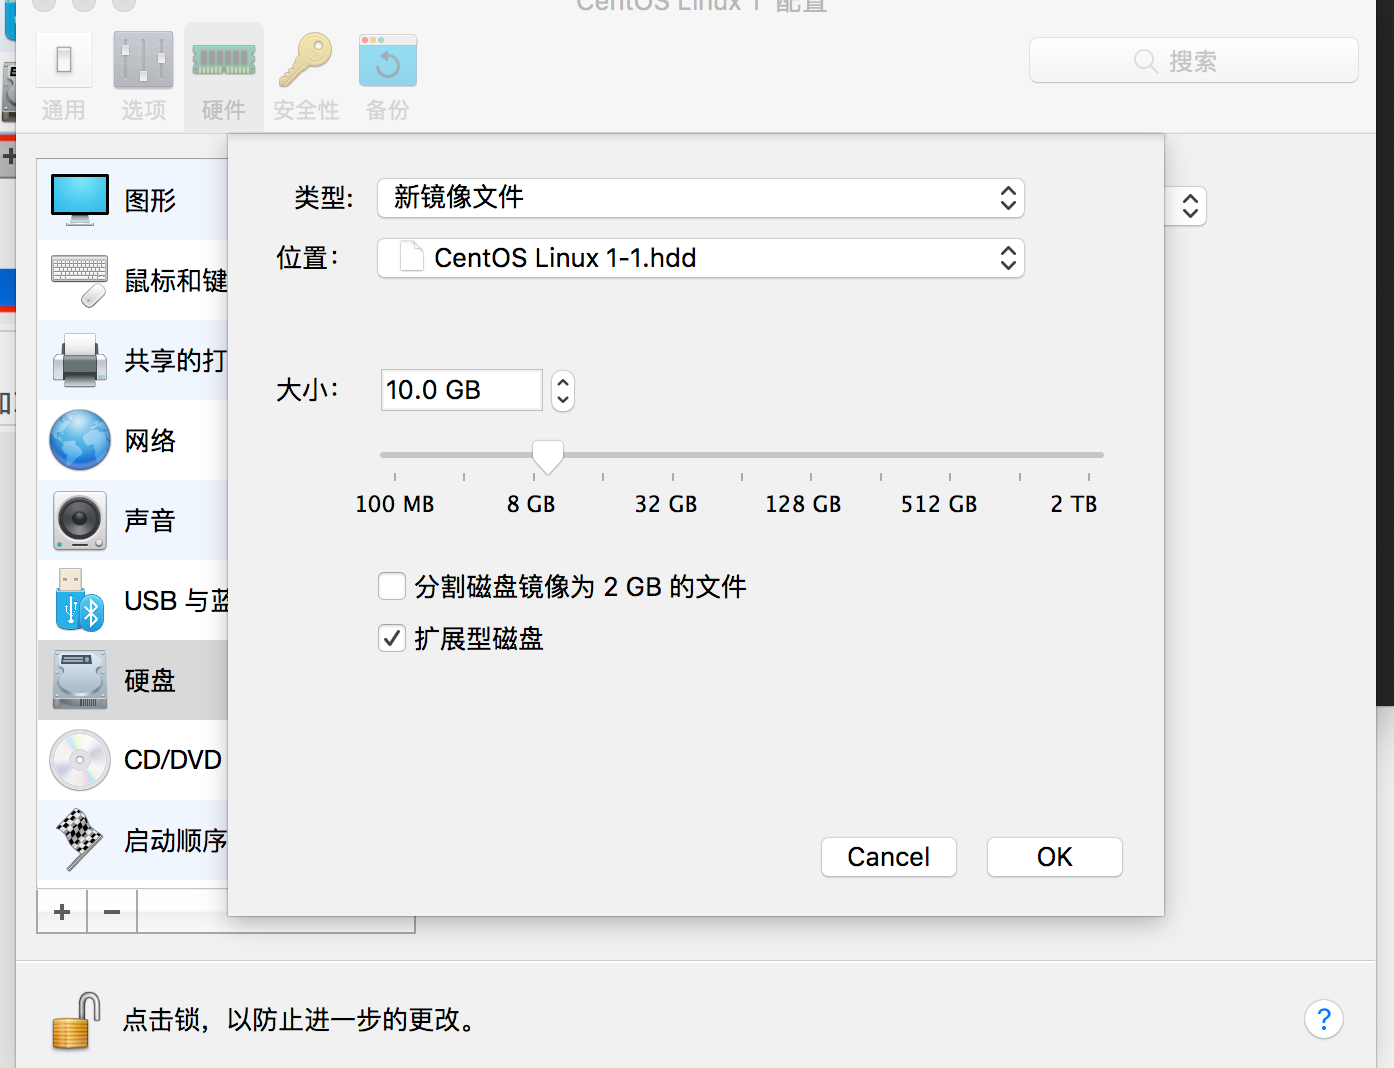 CentOS Linux 1 配置
通用
选项
硬件
安全性
备份
搜索
图形
鼠标和键
共享的打
网络
声音
USB 与蓝
硬盘
CD/DVD
启动顺序
类型:
新镜像文件
位置:
CentOS Linux 1-1.hdd
大小:
10.0 GB
100 MB
8 GB
32 GB
128 GB
512 GB
2 TB
分割磁盘镜像为 2 GB 的文件
扩展型磁盘
Cancel
OK
点击锁，以防止进一步的更改。
?